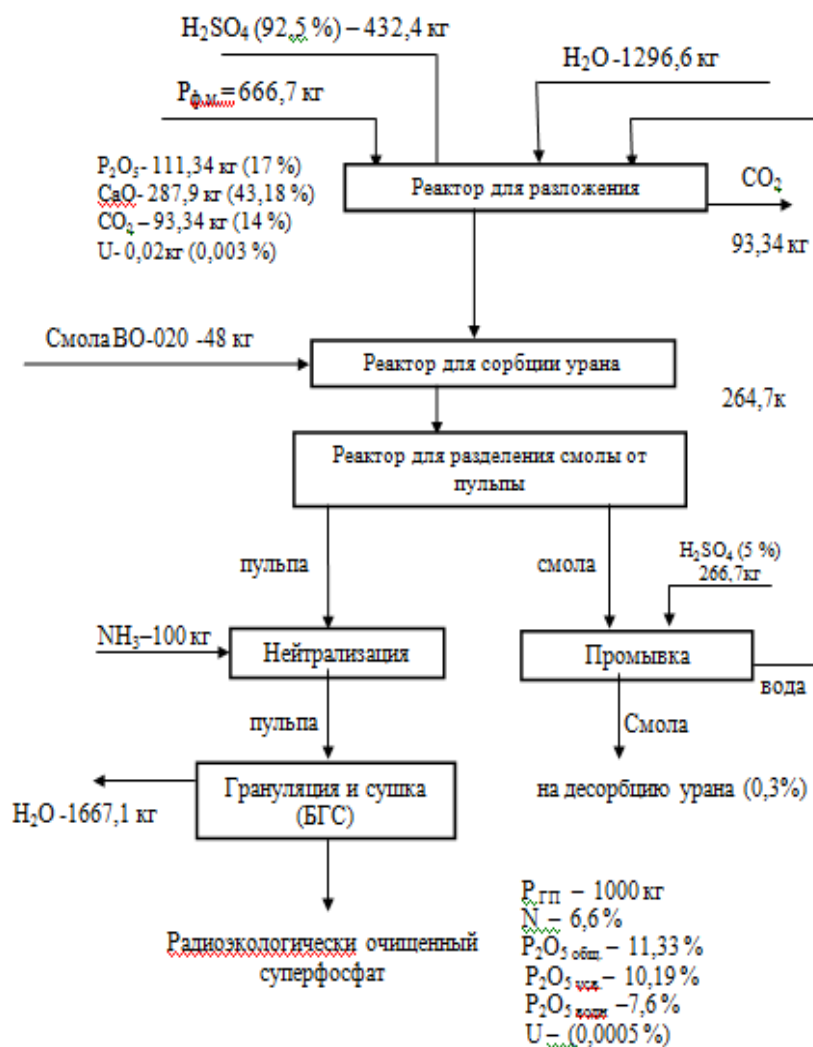 H₂SO₄ (92,5 %) – 432,4 кг
H₂O -1296,6 кг
Pф.м. = 666,7 кг
P₂O₅- 111,34 кг (17 %)
CaO- 287,9 кг (43,18 %)
CO₂ – 93,34 кг (14 %)
U- 0,02кг (0,003 %)
Реактор для разложения
CO₂
93,34 кг
Смола ВО-020 -48 кг
Реактор для сорбции урана
264,7к
Реактор для разделения смолы от
пульпы
пульпа
смола
H₂SO₄ (5 %)
266,7кг
NH₃–100 кг
Нейтрализация
Промывка
вода
пульпа
Смола
Грануляция и сушка
(БГС)
на десорбцию урана (0,3%)
H₂O -1667,1 кг
Радиоэкологически очищенный
суперфосфат
PГП – 1000 кг
N – 6,6 %
P₂O₅ общ. – 11,33 %
P₂O₅ усв. – 10,19 %
P₂O₅ водн –7,6 %
U – (0,0005 %)